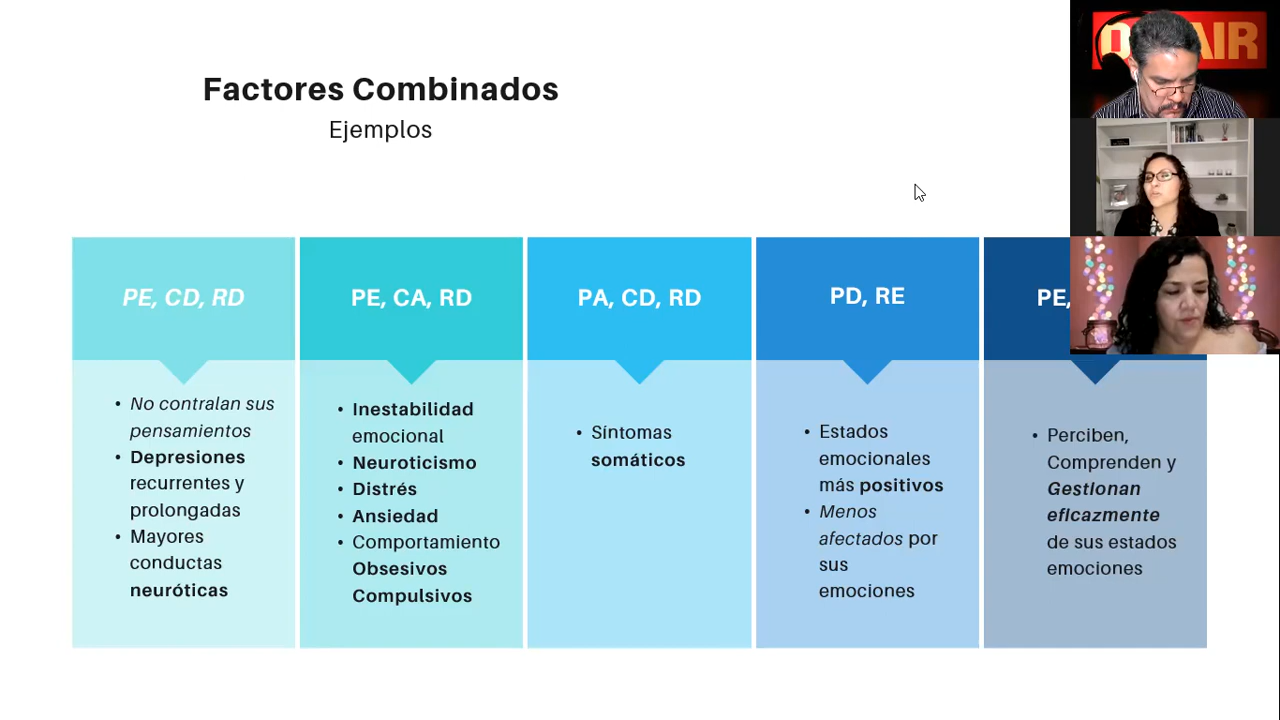 Factores Combinados
Ejemplos
PE, CD, RD
• No contralan sus
pensamientos
• Depresiones
recurrentes y
prolongadas
• Mayores
conductas
neuróticas
PE, CA, RD
• Inestabilidad
emocional
• Neuroticismo
• Distrés
• Ansiedad
• Comportamiento
Obsesivos
Compulsivos
PA, CD, RD
• Síntomas
somáticos
PD, RE
• Estados
emocionales
más positivos
• Menos
afectados por
sus
emociones
PE,
• Perciben,
Comprenden y
Gestionan
eficazmente
de sus estados
emociones